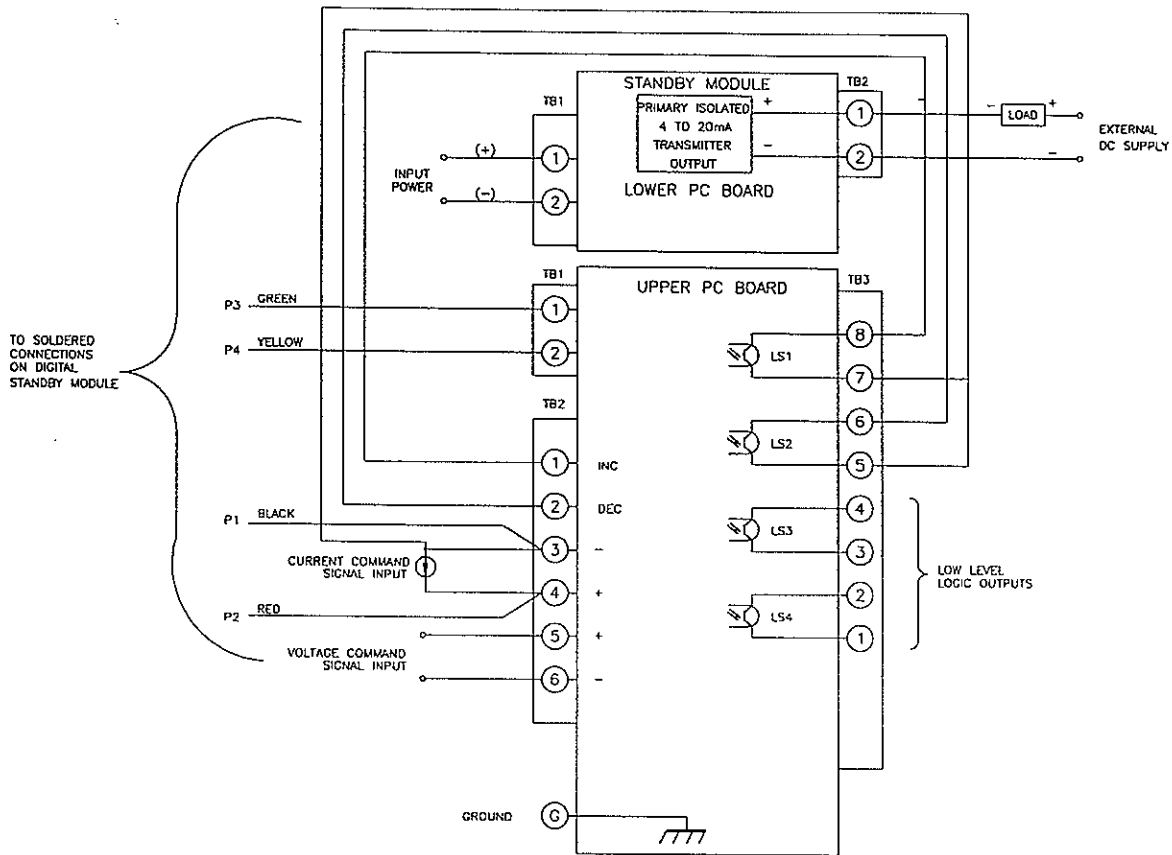 STANDBY MODULE
TB1
TB2
PRIMARY ISOLATED
4 TO 20mA
TRANSMITTER
OUTPUT
+
-
1
2
-
-
LOAD
+
-
EXTERNAL
DC SUPPLY
INPUT
POWER
(+)
(-)
1
2
LOWER PC BOARD
TB1
UPPER PC BOARD
TB3
P3 GREEN
1
P4 YELLOW
2
TO SOLDERED
CONNECTIONS
ON DIGITAL
STANDBY MODULE
LS1
8
7
TB2
LS2
6
5
1 INC
2 DEC
P1 BLACK
3 -
CURRENT COMMAND
SIGNAL INPUT
4 +
P2 RED
5 +
VOLTAGE COMMAND
SIGNAL INPUT
6 -
LS3
4
3
LS4
2
1
LOW LEVEL
LOGIC OUTPUTS
GROUND
G